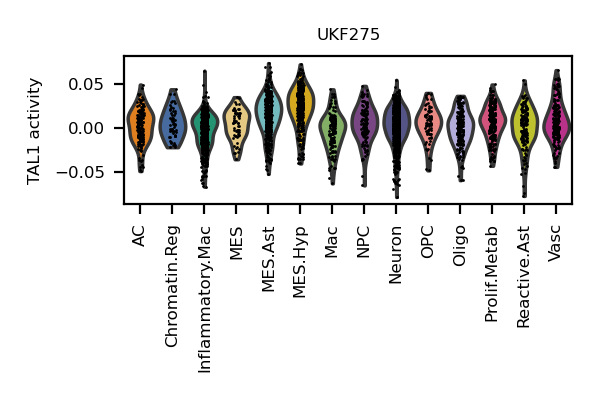 UKF275
TAL1 activity
0.05
0.00
−0.05
AC
Chromatin.Reg
Inflammatory.Mac
MES
MES.Ast
MES.Hyp
Mac
NPC
Neuron
OPC
Oligo
Prolif.Metab
Reactive.Ast
Vasc